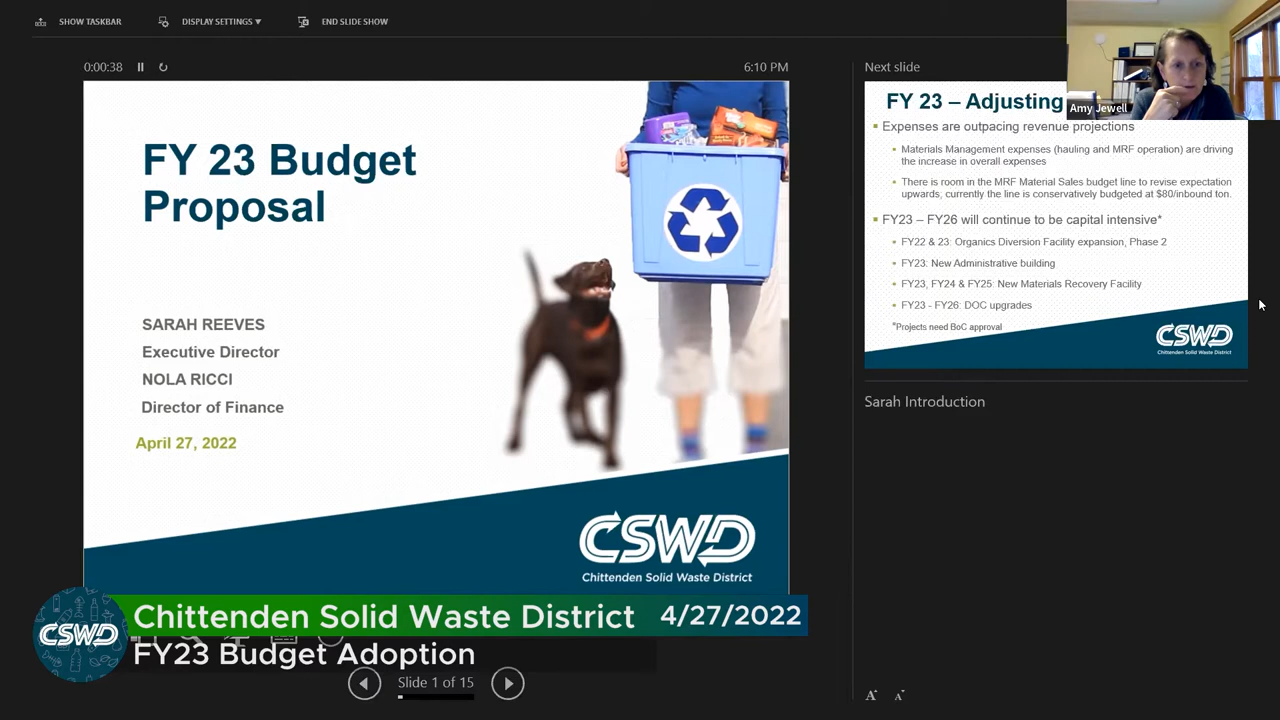 SHOW TASKBAR
DISPLAY SETTINGS ▼
END SLIDE SHOW
0:00:38
6:10 PM
FY 23 Budget
Proposal
SARAH REEVES
Executive Director
NOLA RICCI
Director of Finance
April 27, 2022
CSWD
Chittenden Solid Waste District
Next slide
Amy Jewell
FY 23 – Adjusting
Expenses are outpacing revenue projections
Materials Management expenses (hauling and MRF operation) are driving
the increase in overall expenses
There is room in the MRF Material Sales budget line to revise expectation
upwards; currently the line is conservatively budgeted at $80/inbound ton.
FY23 – FY26 will continue to be capital intensive*
FY22 & 23: Organics Diversion Facility expansion, Phase 2
FY23: New Administrative building
FY23, FY24 & FY25: New Materials Recovery Facility
FY23 - FY26: DOC upgrades
*Projects need BoC approval
CSWD
Chittenden Solid Waste District
Sarah Introduction
CSWD
Chittenden Solid Waste District 4/27/2022
FY23 Budget Adoption
Slide 1 of 15
A A